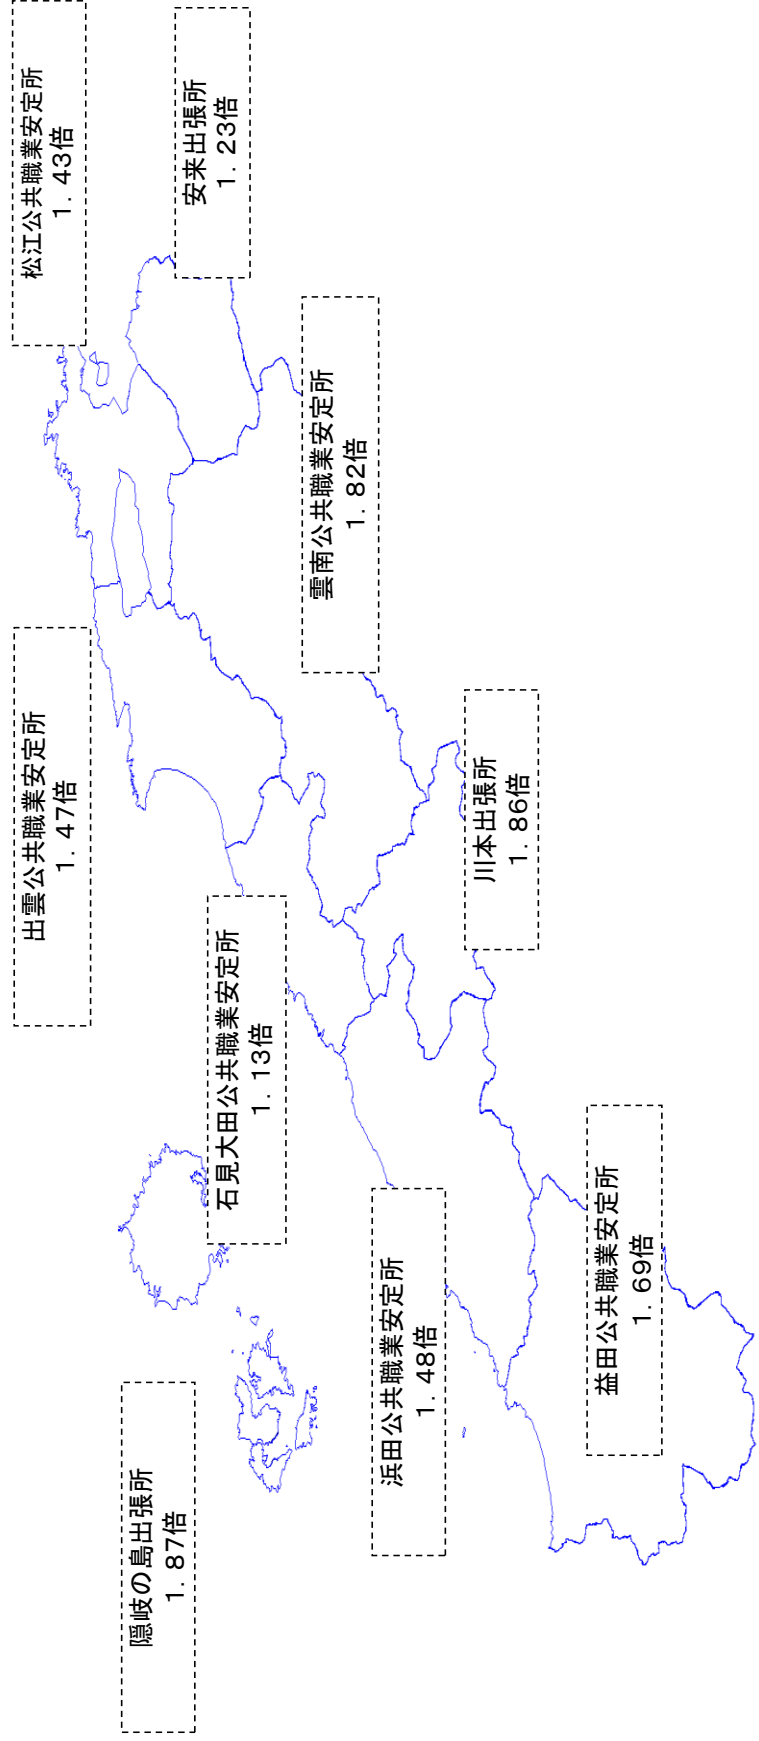 松江公共職業安定所
1．43倍
安来出張所
1．23倍
雲南公共職業安定所
1．82倍
出雲公共職業安定所
1．47倍
川本出張所
1．86倍
石見大田公共職業安定所
1．13倍
浜田公共職業安定所
1．48倍
益田公共職業安定所
1．69倍
隠岐の島出張所
1．87倍